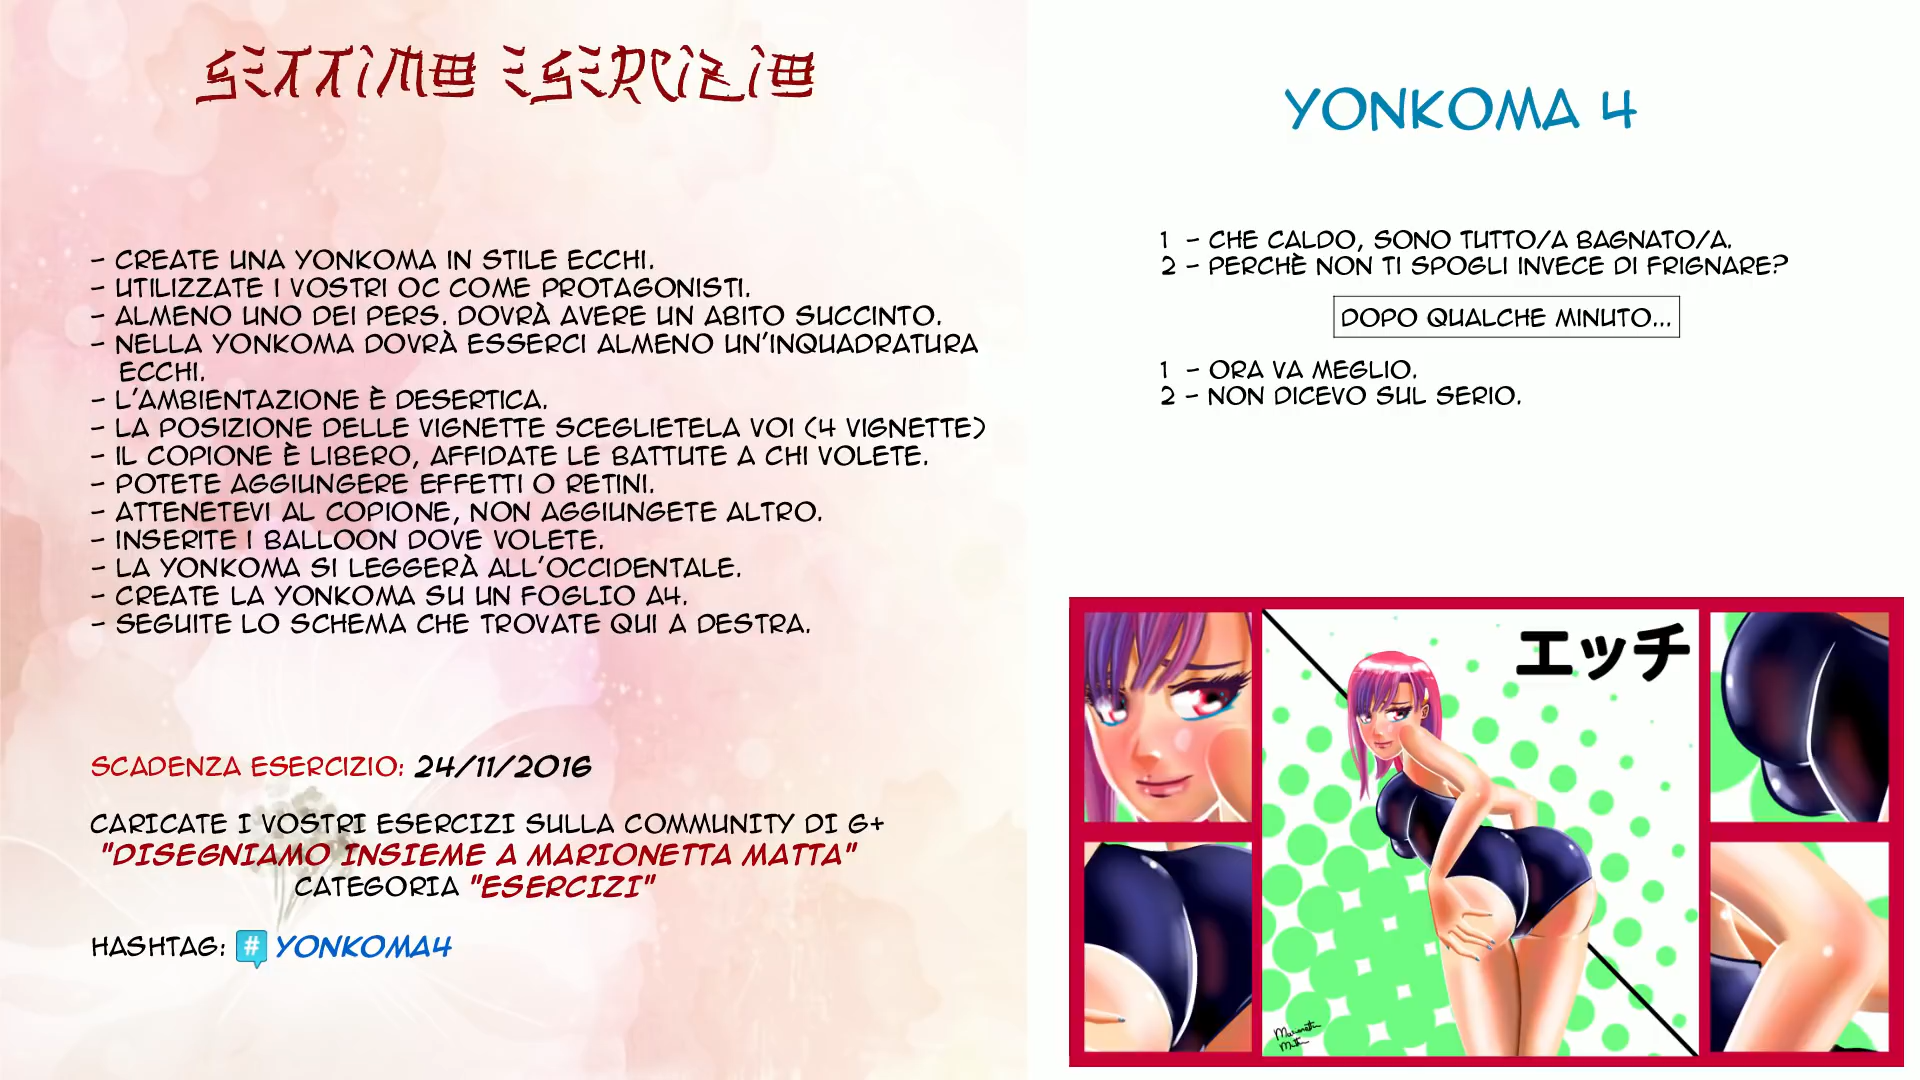 SETTIMO ESERCIZIO
- CREATE UNA YONKOMA IN STILE ECCHI.
- UTILIZZATE I VOSTRI OC COME PROTAGONISTI.
- ALMENO UNO DEI PERS. DOVRÀ AVERE UN ABITO SUCCINTO.
- NELLA YONKOMA DOVRÀ ESSERCI ALMENO UN'INQUADRATURA
ECCHI.
- L'AMBIENTAZIONE È DESERTICA.
- LA POSIZIONE DELLE VIGNETTE SCEGLIETELA VOI (4 VIGNETTE)
- IL COPIONE È LIBERO, AFFIDATE LE BATTUTE A CHI VOLETE.
- POTETE AGGIUNGERE EFFETTI O RETINI.
- ATTENETEVI AL COPIONE, NON AGGIUNGETE ALTRO.
- INSERITE I BALLOON DOVE VOLETE.
- LA YONKOMA SI LEGGERÀ ALL'OCCIDENTALE.
- CREATE LA YONKOMA SU UN FOGLIO A4.
- SEGUITE LO SCHEMA CHE TROVATE QUI A DESTRA.
SCADENZA ESERCIZIO: 24/11/2016
CARICATE I VOSTRI ESERCIZI SULLA COMMUNITY DI G+
"DISEGNIAMO INSIEME A MARIONETTA MATTA"
CATEGORIA "ESERCIZI"
HASHTAG: # YONKOMA4
YONKOMA 4
1 - CHE CALDO, SONO TUTTO/A BAGNATO/A.
2 - PERCHÈ NON TI SPOGLI INVECE DI FRIGNARE?
DOPO QUALCHE MINUTO...
1 - ORA VA MEGLIO.
2 - NON DICEVO SUL SERIO.
エッチ
Marionetta
Matta